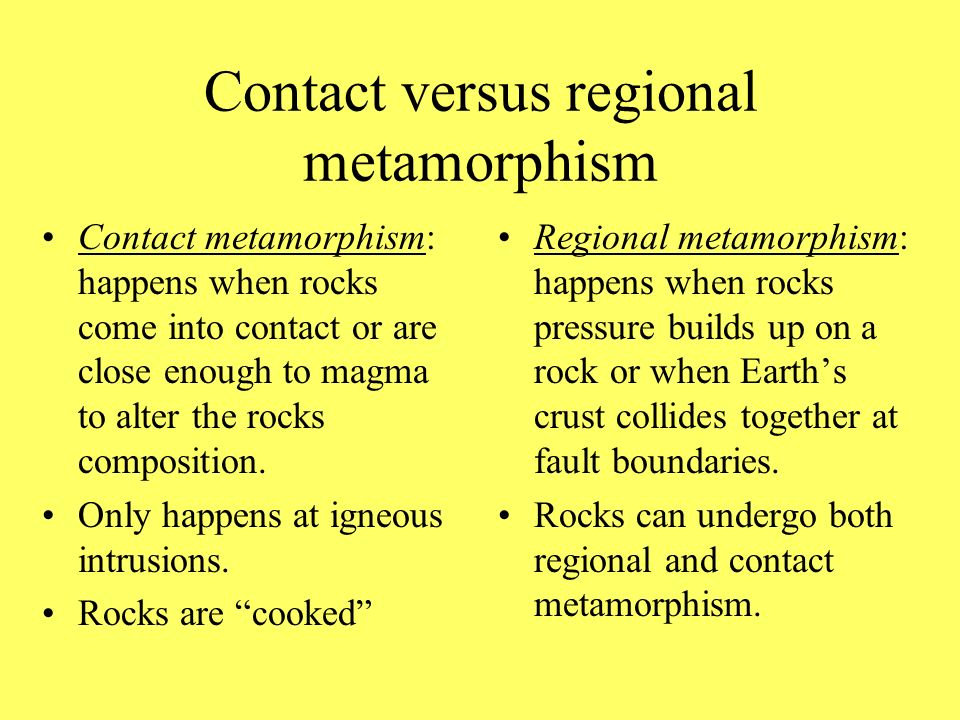 Contact versus regional
metamorphism
• Contact metamorphism:
happens when rocks
come into contact or are
close enough to magma
to alter the rocks
composition.
• Only happens at igneous
intrusions.
• Rocks are “cooked”
• Regional metamorphism:
happens when rocks
pressure builds up on a
rock or when Earth’s
crust collides together at
fault boundaries.
• Rocks can undergo both
regional and contact
metamorphism.